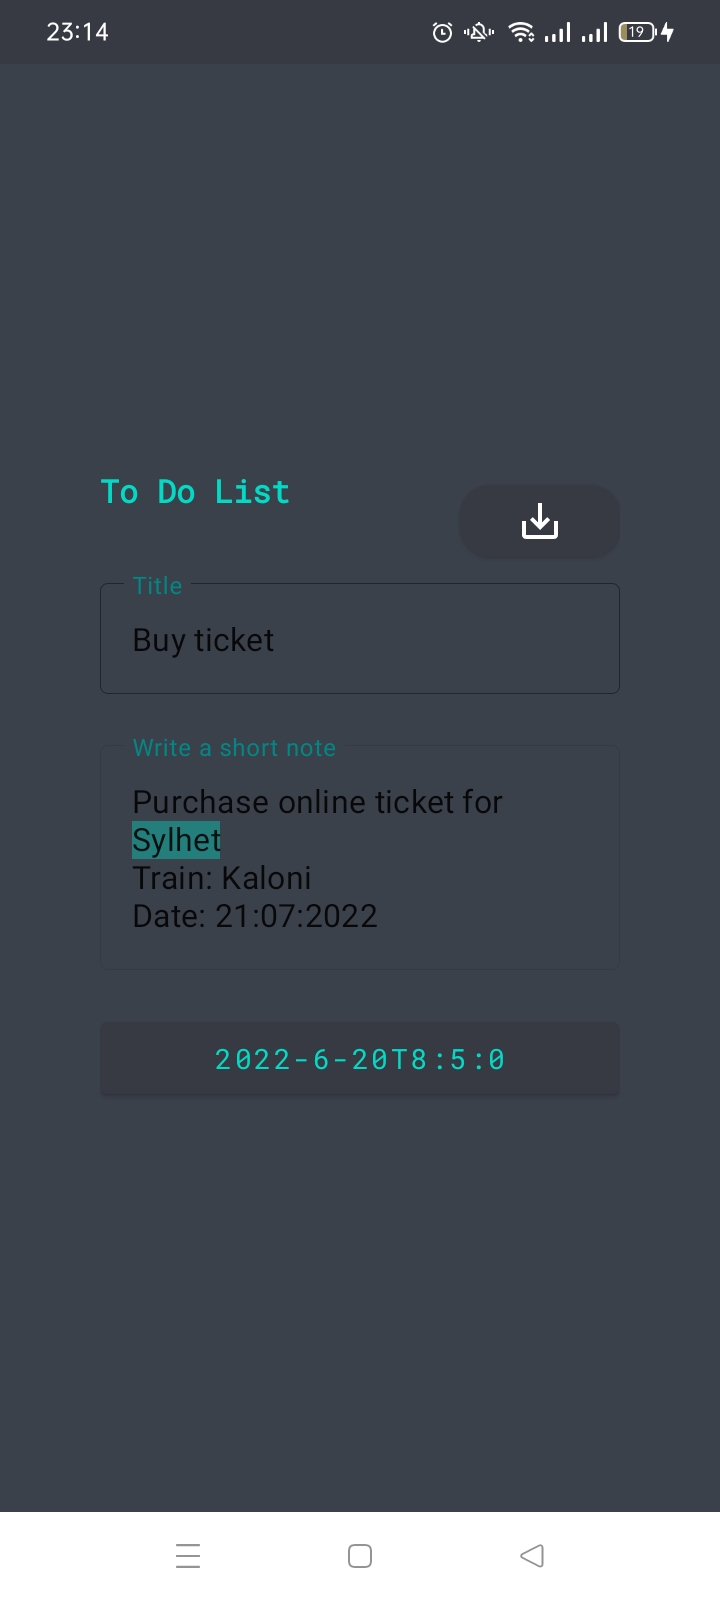 23:14
19
To Do List
Title
Buy ticket
Write a short note
Purchase online ticket for
Sylhet
Train: Kaloni
Date: 21:07:2022
2022-6-20T8:5:0